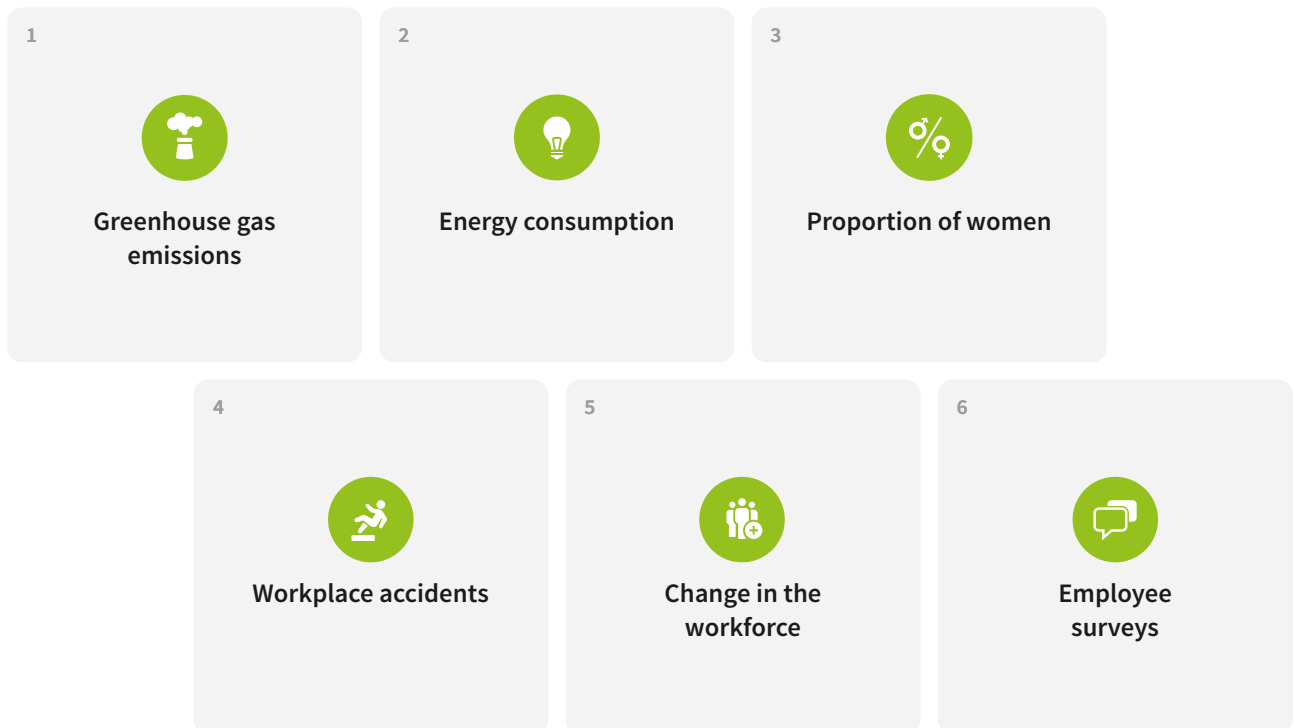 1
Greenhouse gas
emissions
2
Energy consumption
3
Proportion of women
4
Workplace accidents
5
Change in the
workforce
6
Employee
surveys